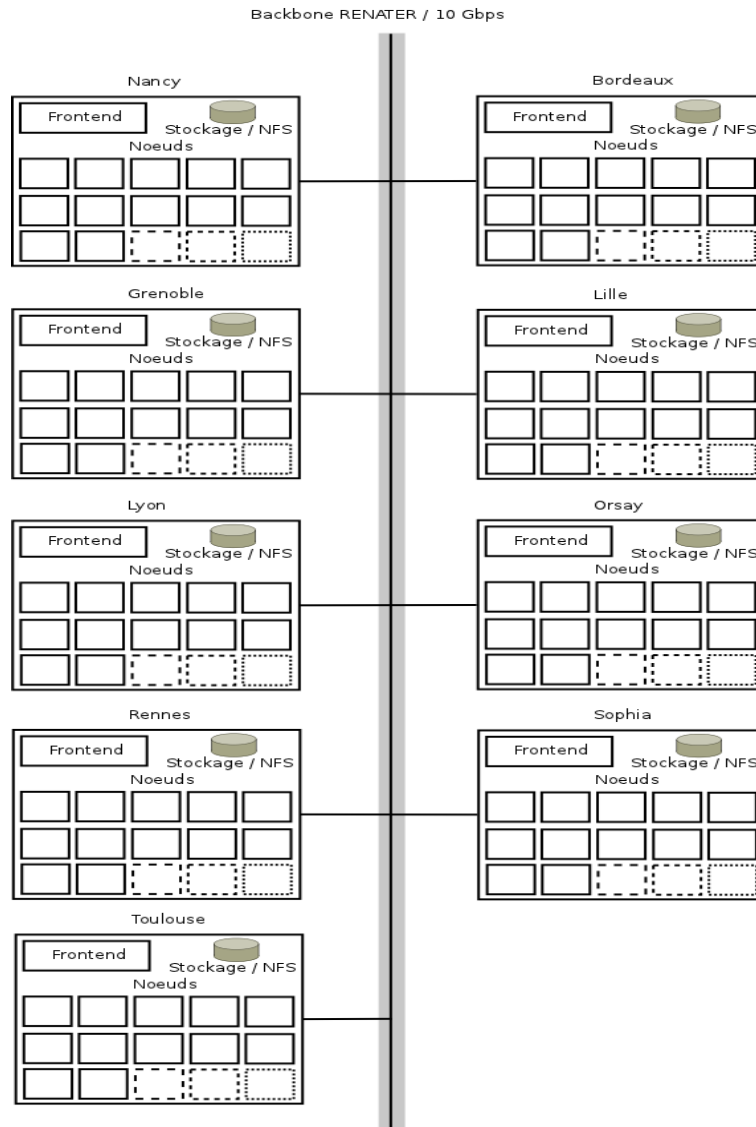 Backbone RENATER / 10 Gbps
Nancy
Frontend
Stockage / NFS
Noeuds
Bordeaux
Frontend
Stockage / NFS
Noeuds
Grenoble
Frontend
Stockage / NFS
Noeuds
Lille
Frontend
Stockage / NFS
Noeuds
Lyon
Frontend
Stockage / NFS
Noeuds
Orsay
Frontend
Stockage / NFS
Noeuds
Rennes
Frontend
Stockage / NFS
Noeuds
Sophia
Frontend
Stockage / NFS
Noeuds
Toulouse
Frontend
Stockage / NFS
Noeuds